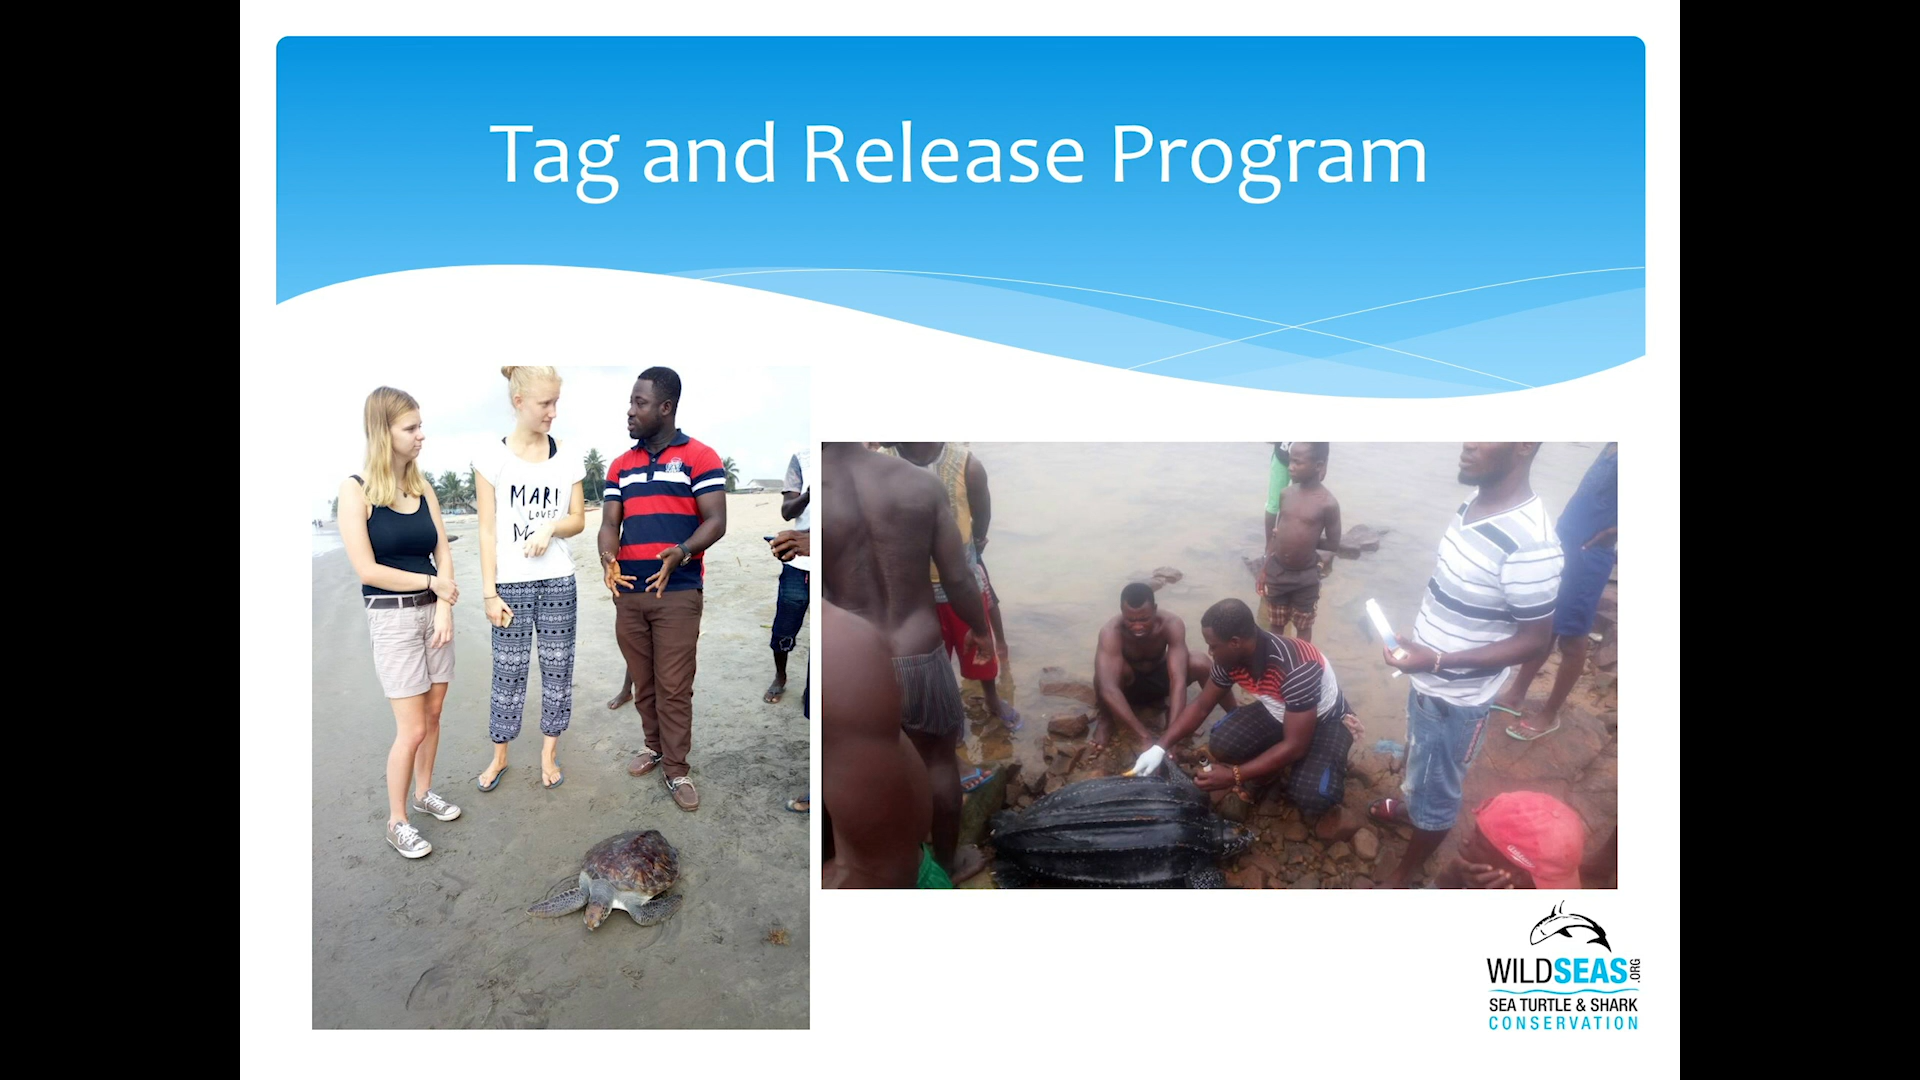 Tag and Release Program
MARI
LOVES
WILDSEAS.ORG
SEA TURTLE & SHARK
CONSERVATION